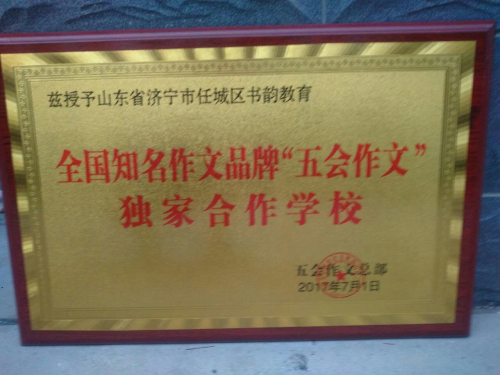 兹授予山东省济宁市任城区书韵教育
全国知名作文品牌“五会作文”
独家合作学校
五会作文总部
2017年7月1日